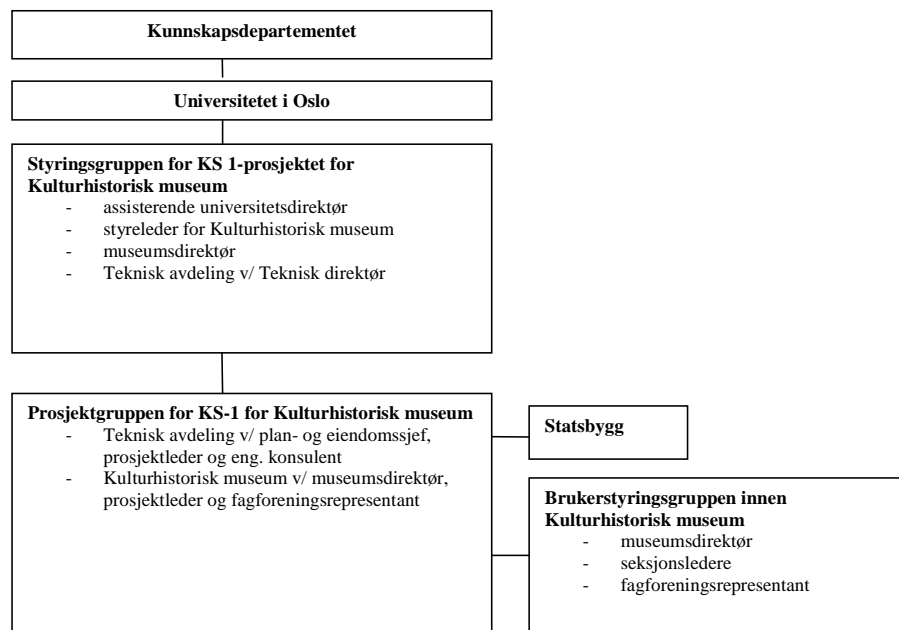 Kunnskapsdepartementet
Universitetet i Oslo
Styringsgruppen for KS 1-prosjektet for
Kulturhistorisk museum
- assisterende universitetsdirektør
- styreleder for Kulturhistorisk museum
- museumsdirektør
- Teknisk avdeling v/ Teknisk direktør
Prosjektgruppen for KS-1 for Kulturhistorisk museum
- Teknisk avdeling v/ plan- og eiendomssjef,
prosjektleder og eng. konsulent
- Kulturhistorisk museum v/ museumsdirektør,
prosjektleder og fagforeningsrepresentant
Statsbygg
Brukerstyringsgruppen innen
Kulturhistorisk museum
- museumsdirektør
- seksjonsledere
- fagforeningsrepresentant